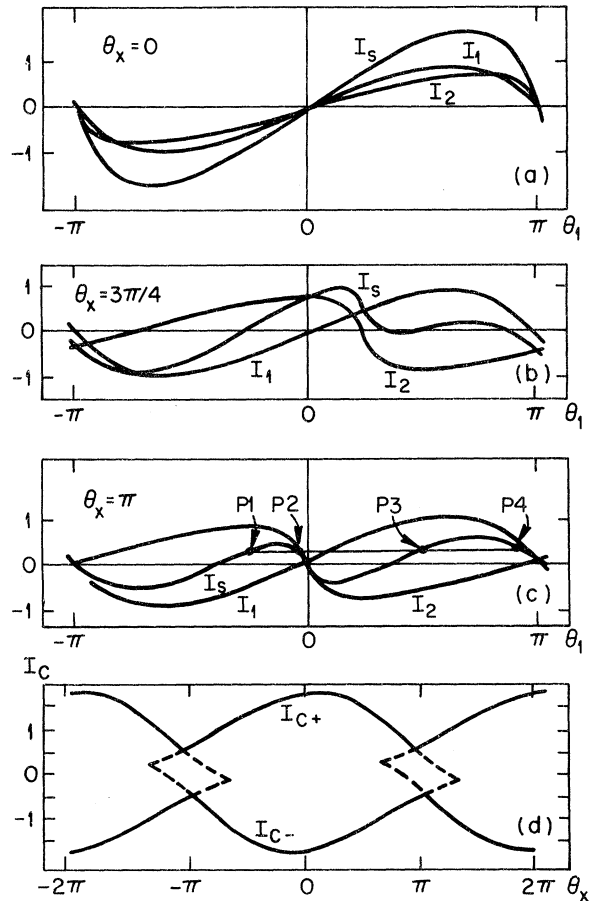 θx = 0
Is
I1
I2
1
0
-1
(a)
-π
0
π
θ1
θx = 3π/4
Is
I1
I2
1
0
-1
(b)
-π
0
π
θ1
θx = π
P1
P2
P3
P4
Is
I1
I2
1
0
-1
(c)
-π
0
π
θ1
Ic
Ic+
1
0
-1
Ic-
(d)
-2π
-π
0
π
2π
θx